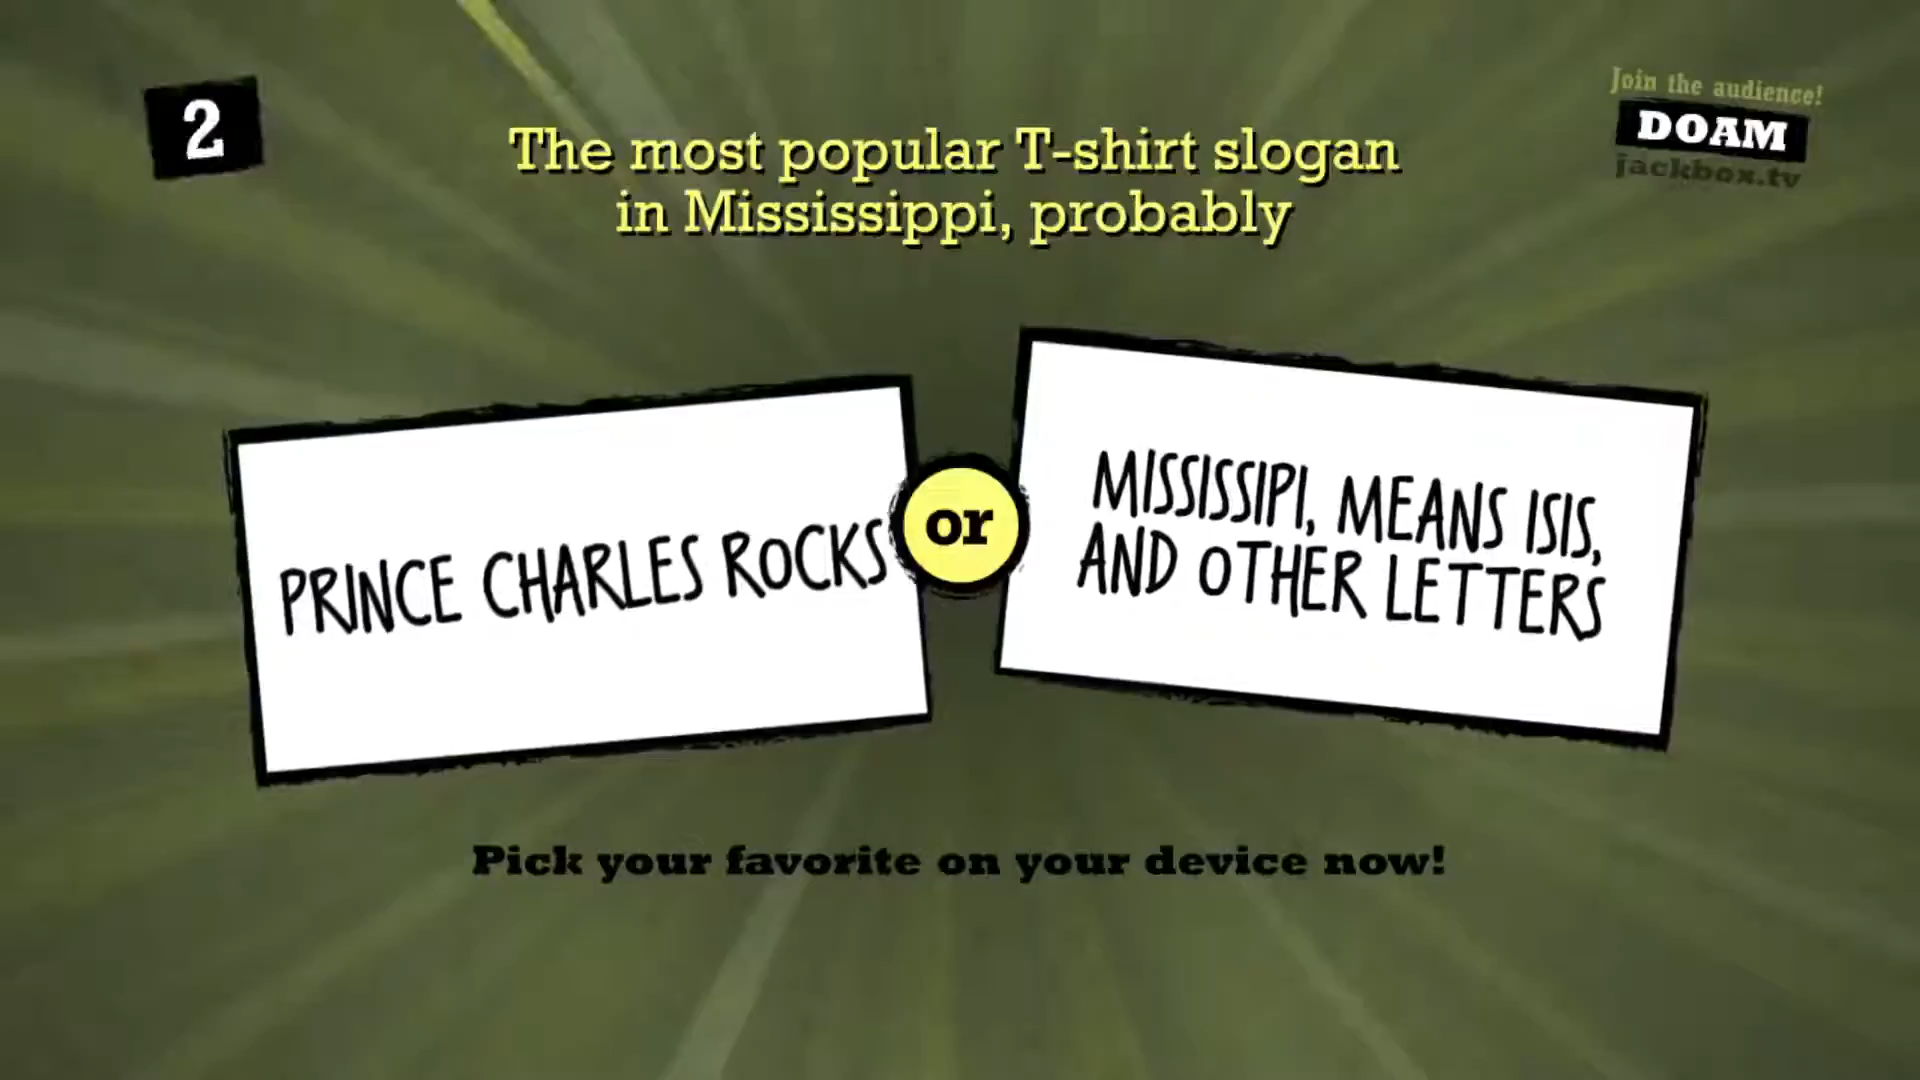 2
Join the audience!
DOAM
jackbox.tv
The most popular T-shirt slogan
in Mississippi, probably
PRINCE CHARLES ROCKS
or
MISSISSIPI, MEANS ISIS,
AND OTHER LETTERS
Pick your favorite on your device now!